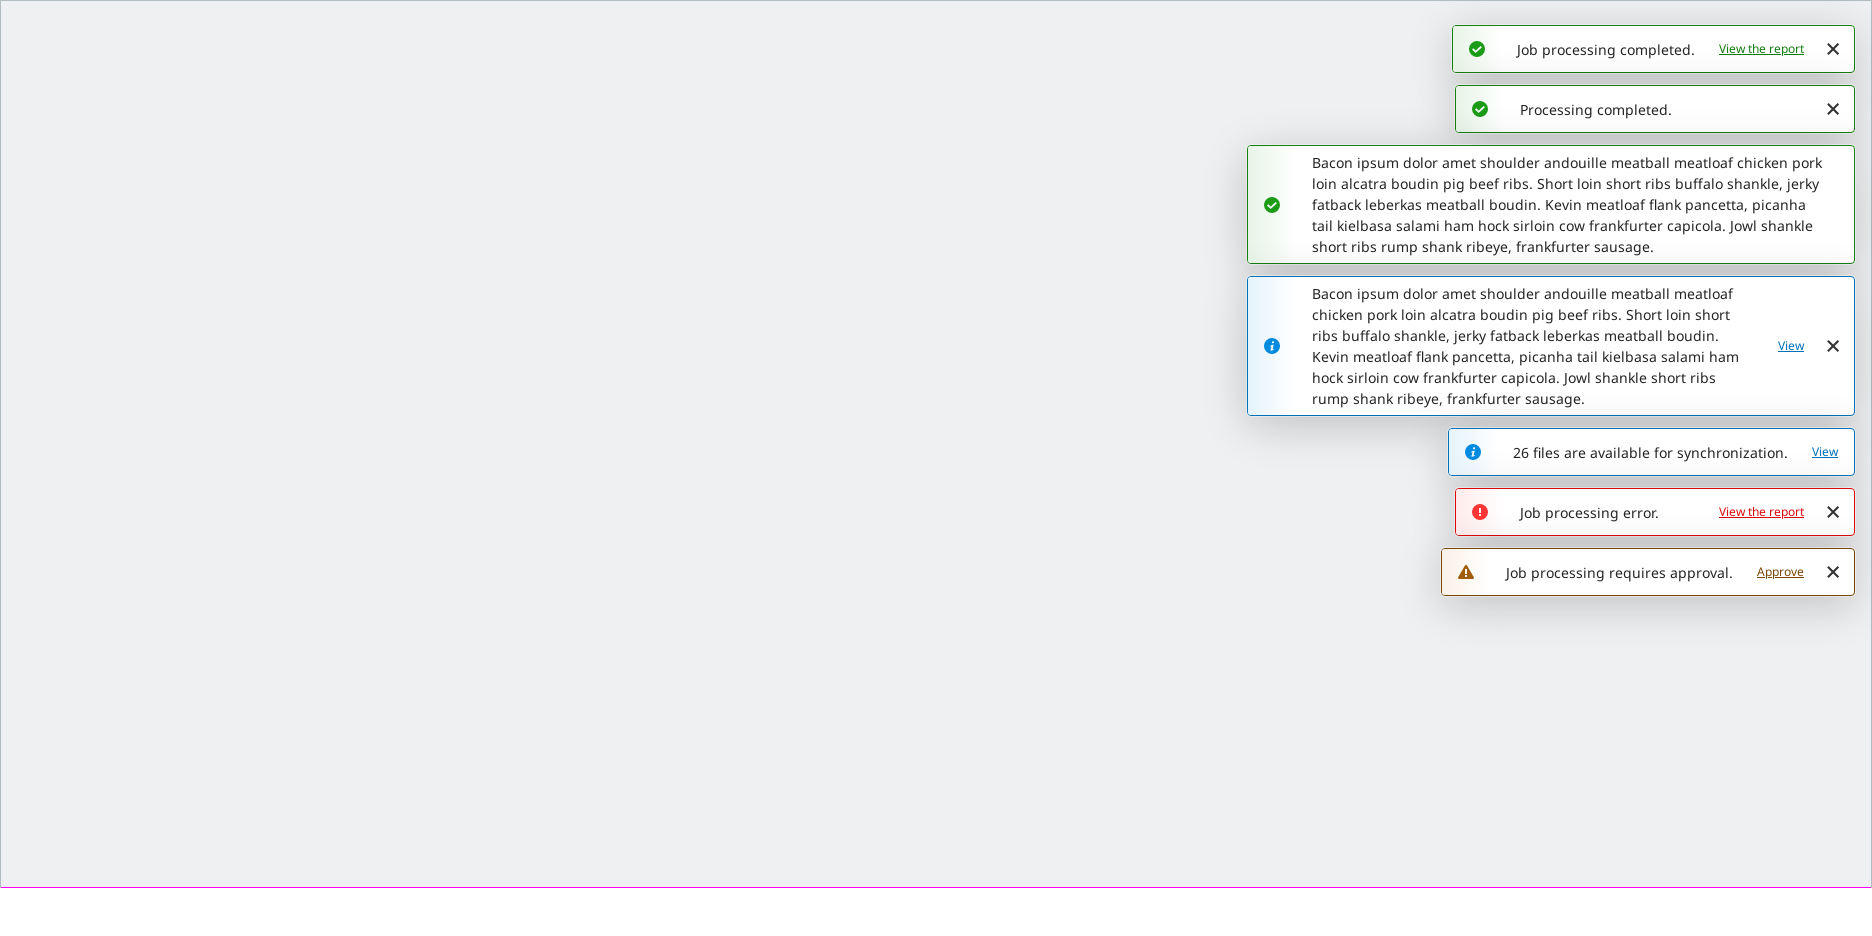 Job processing completed. View the report
Processing completed.
Bacon ipsum dolor amet shoulder andouille meatball meatloaf chicken pork
loin alcatra boudin pig beef ribs. Short loin short ribs buffalo shankle, jerky
fatback leberkas meatball boudin. Kevin meatloaf flank pancetta, picanha
tail kielbasa salami ham hock sirloin cow frankfurter capicola. Jowl shankle
short ribs rump shank ribeye, frankfurter sausage.
Bacon ipsum dolor amet shoulder andouille meatball meatloaf
chicken pork loin alcatra boudin pig beef ribs. Short loin short
ribs buffalo shankle, jerky fatback leberkas meatball boudin.
Kevin meatloaf flank pancetta, picanha tail kielbasa salami ham
hock sirloin cow frankfurter capicola. Jowl shankle short ribs
rump shank ribeye, frankfurter sausage.
View
26 files are available for synchronization. View
Job processing error. View the report
Job processing requires approval. Approve